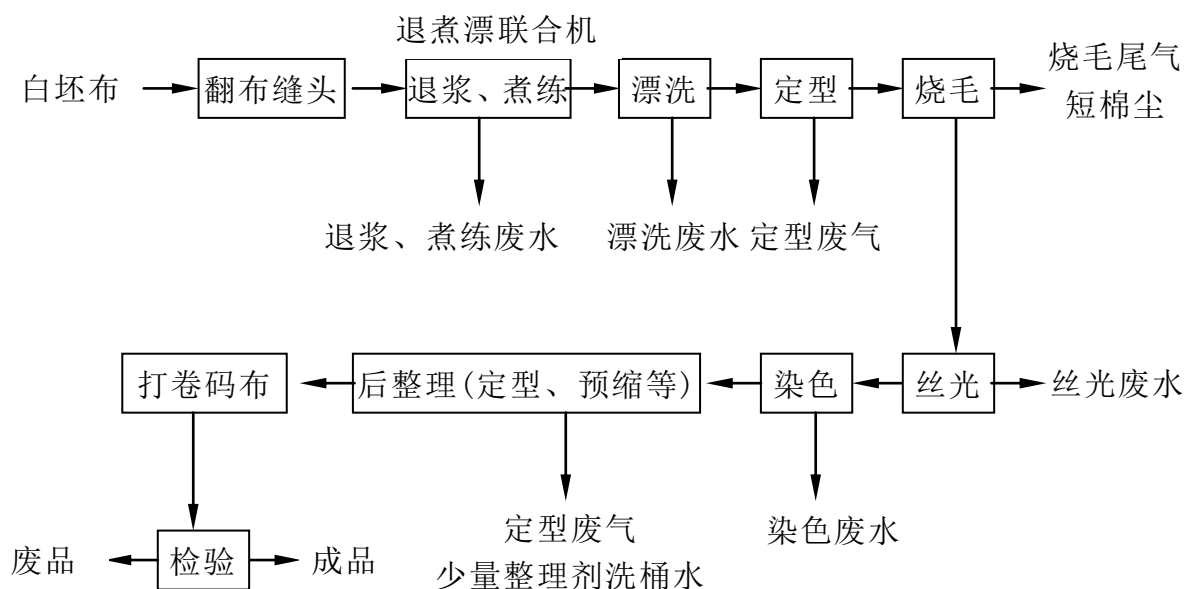 退煮漂联合机
白坯布
翻布缝头
退浆、煮练
漂洗
定型
烧毛
烧毛尾气
短棉尘
退浆、煮练废水
漂洗废水
定型废气
打卷码布
后整理(定型、预缩等)
染色
丝光
丝光废水
定型废气
少量整理剂洗桶水
染色废水
废品
检验
成品